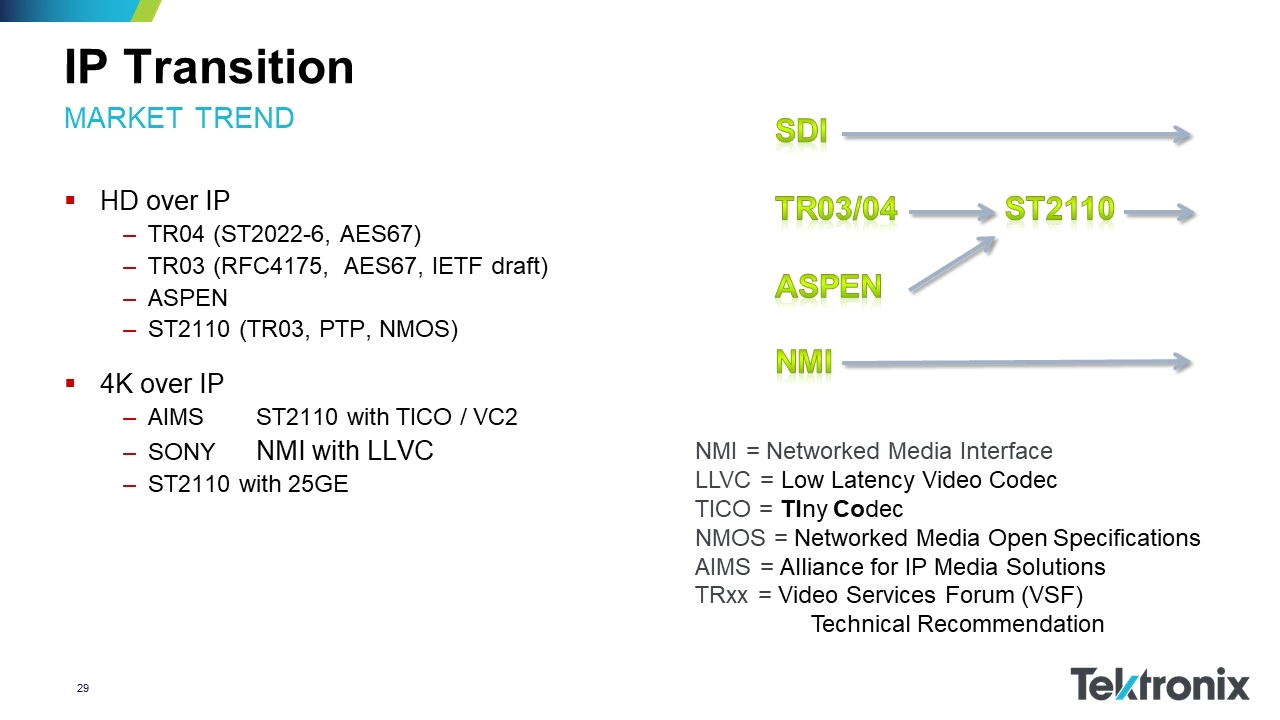 IP Transition
MARKET TREND
HD over IP
– TR04 (ST2022-6, AES67)
– TR03 (RFC4175, AES67, IETF draft)
– ASPEN
– ST2110 (TR03, PTP, NMOS)
4K over IP
– AIMS ST2110 with TICO / VC2
– SONY NMI with LLVC
– ST2110 with 25GE
SDI
TR03/04 ST2110
ASPEN
NMI
NMI = Networked Media Interface
LLVC = Low Latency Video Codec
TICO = TIny Codec
NMOS = Networked Media Open Specifications
AIMS = Alliance for IP Media Solutions
TRxx = Video Services Forum (VSF)
Technical Recommendation
29
Tektronix